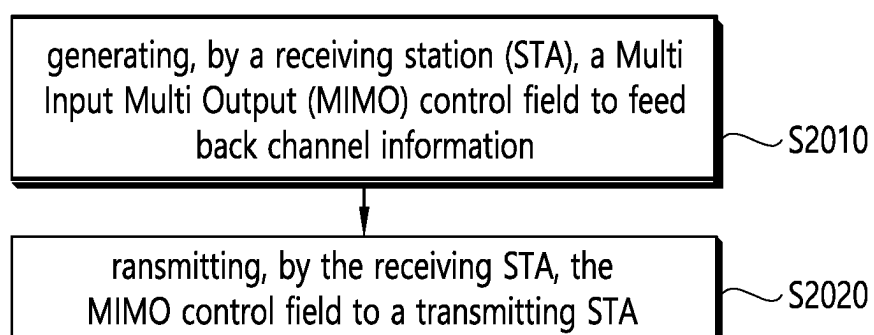 generating, by a receiving station (STA), a Multi
Input Multi Output (MIMO) control field to feed
back channel information
S2010
ransmitting, by the receiving STA, the
MIMO control field to a transmitting STA
S2020